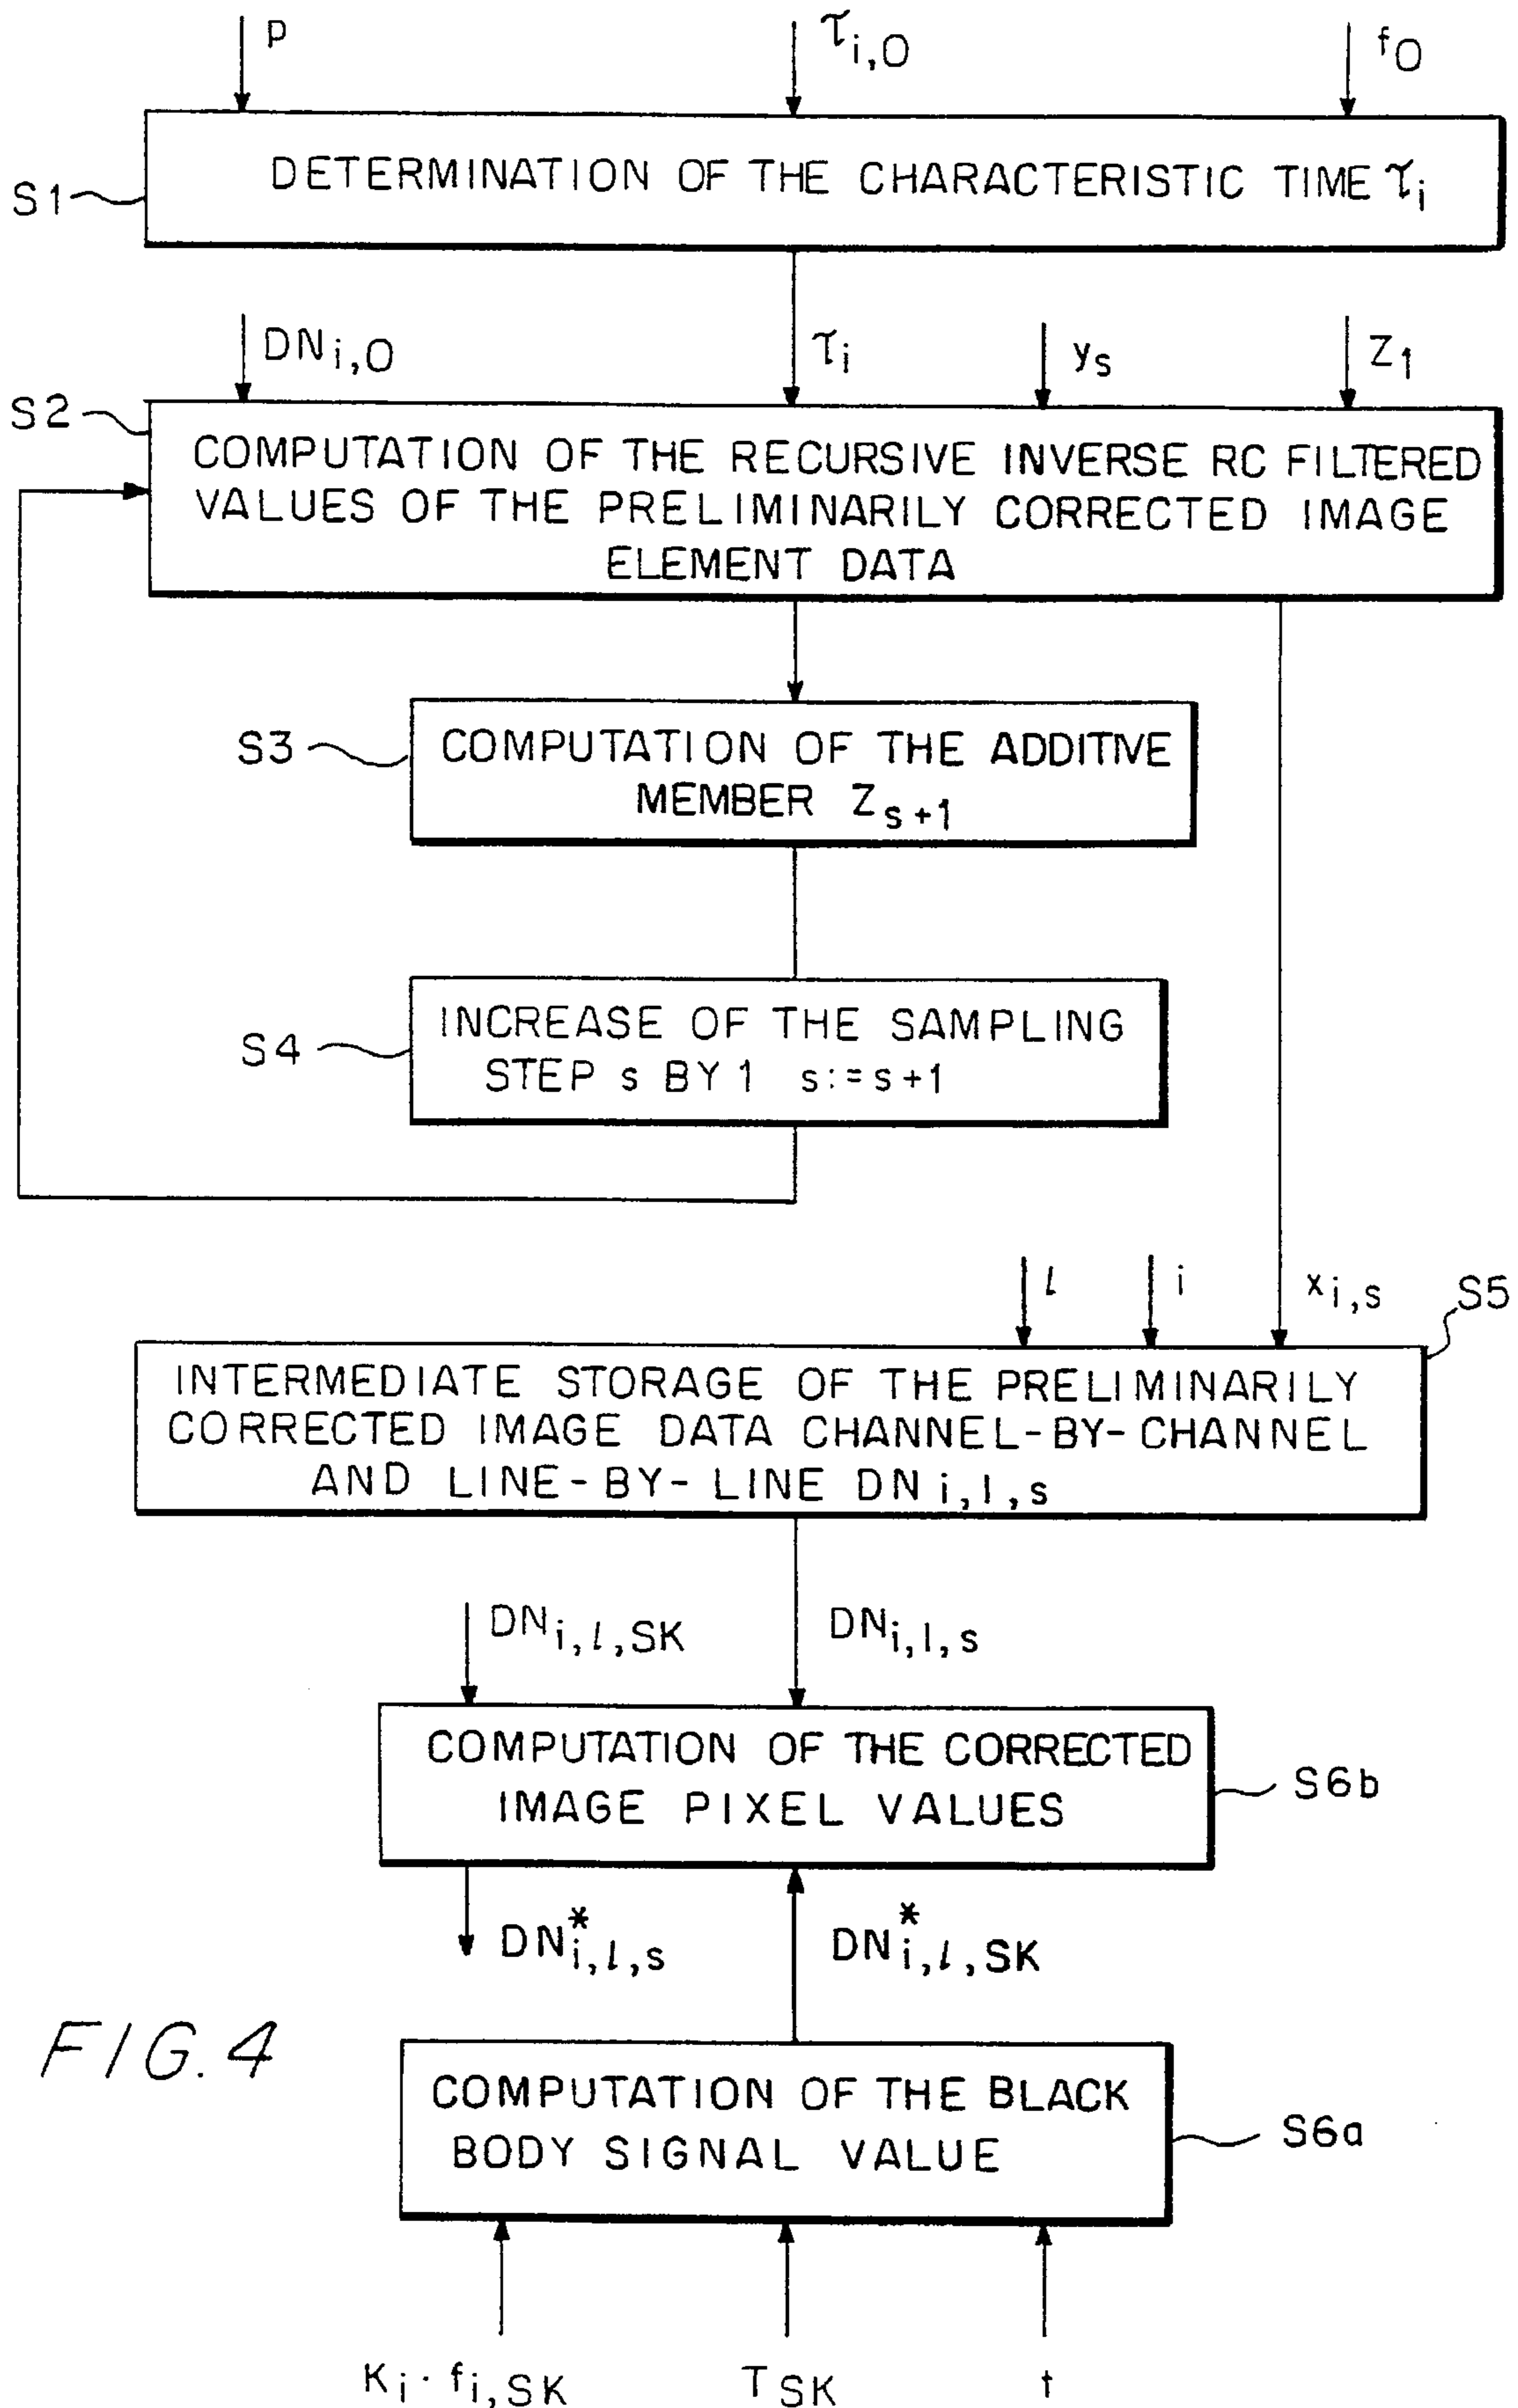 p τi,0 f0
S1 DETERMINATION OF THE CHARACTERISTIC TIME τi
DNi,0 τi ys Z1
S2
COMPUTATION OF THE RECURSIVE INVERSE RC FILTERED
VALUES OF THE PRELIMINARILY CORRECTED IMAGE
ELEMENT DATA
S3 COMPUTATION OF THE ADDITIVE
MEMBER Zs+1
S4 INCREASE OF THE SAMPLING
STEP s BY 1 s:=s+1
l i xi,s S5
INTERMEDIATE STORAGE OF THE PRELIMINARILY
CORRECTED IMAGE DATA CHANNEL-BY-CHANNEL
AND LINE-BY-LINE DNi,l,s
DNi,l,SK DNi,l,s
COMPUTATION OF THE CORRECTED
IMAGE PIXEL VALUES
S6b
DN*i,l,s DN*i,l,SK
FIG.4
COMPUTATION OF THE BLACK
BODY SIGNAL VALUE
S6a
Ki·fi,SK TSK t